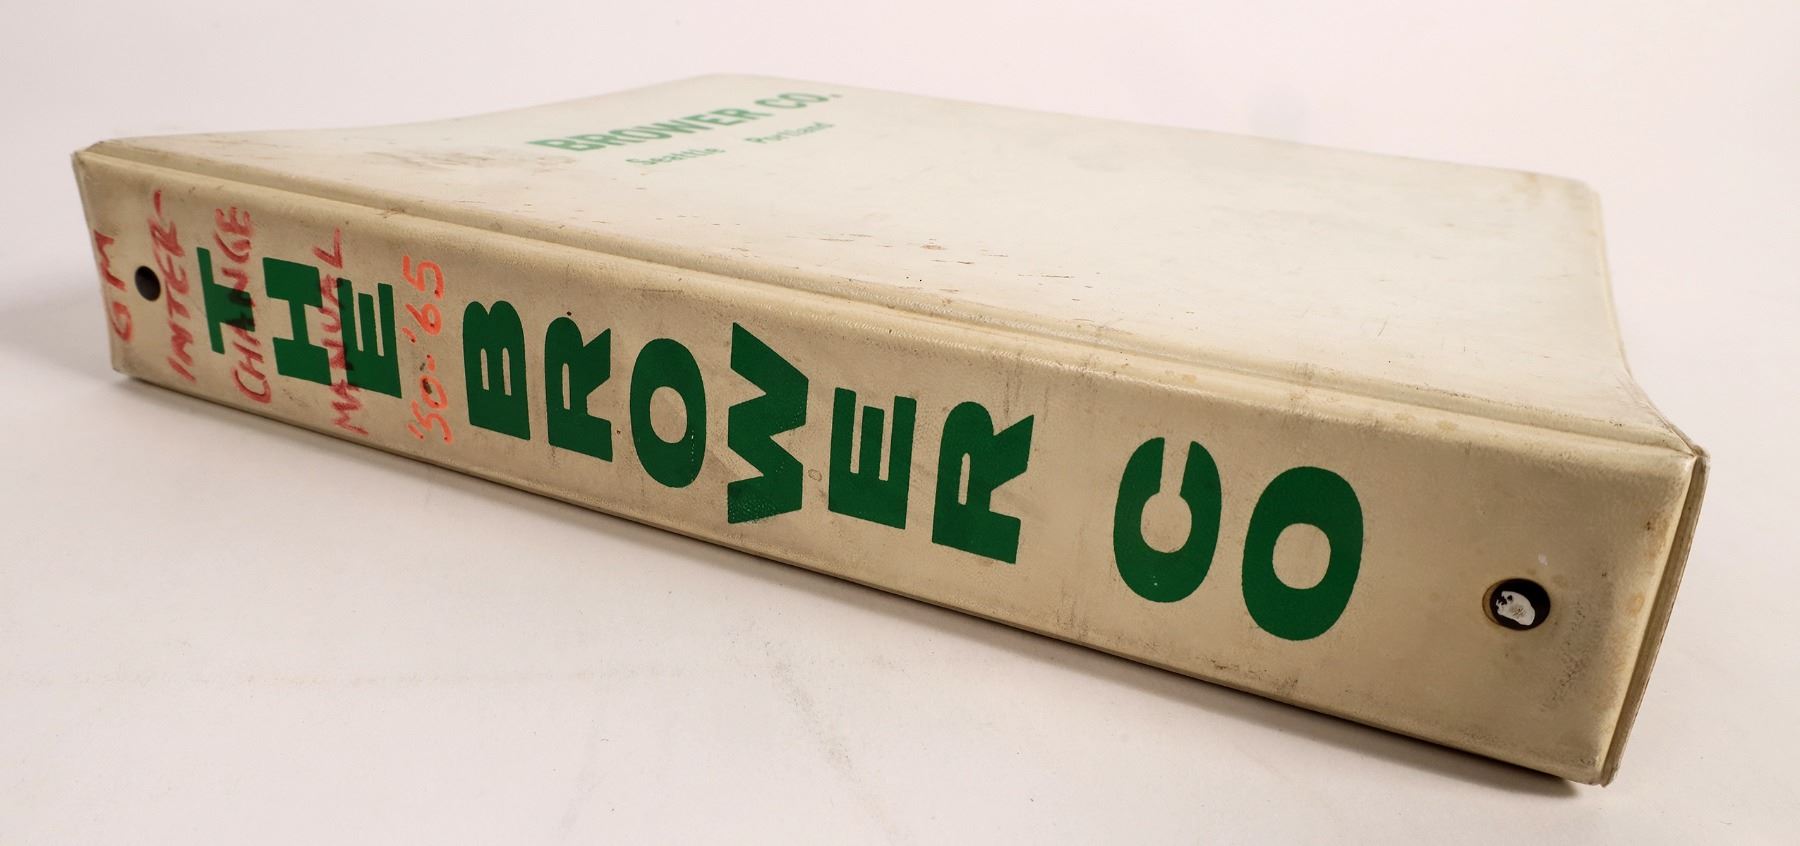 BROWER CO.
Seattle Portland
GM
INTER-
CHANGE
MANUAL
'50-'65
THE BROWER CO